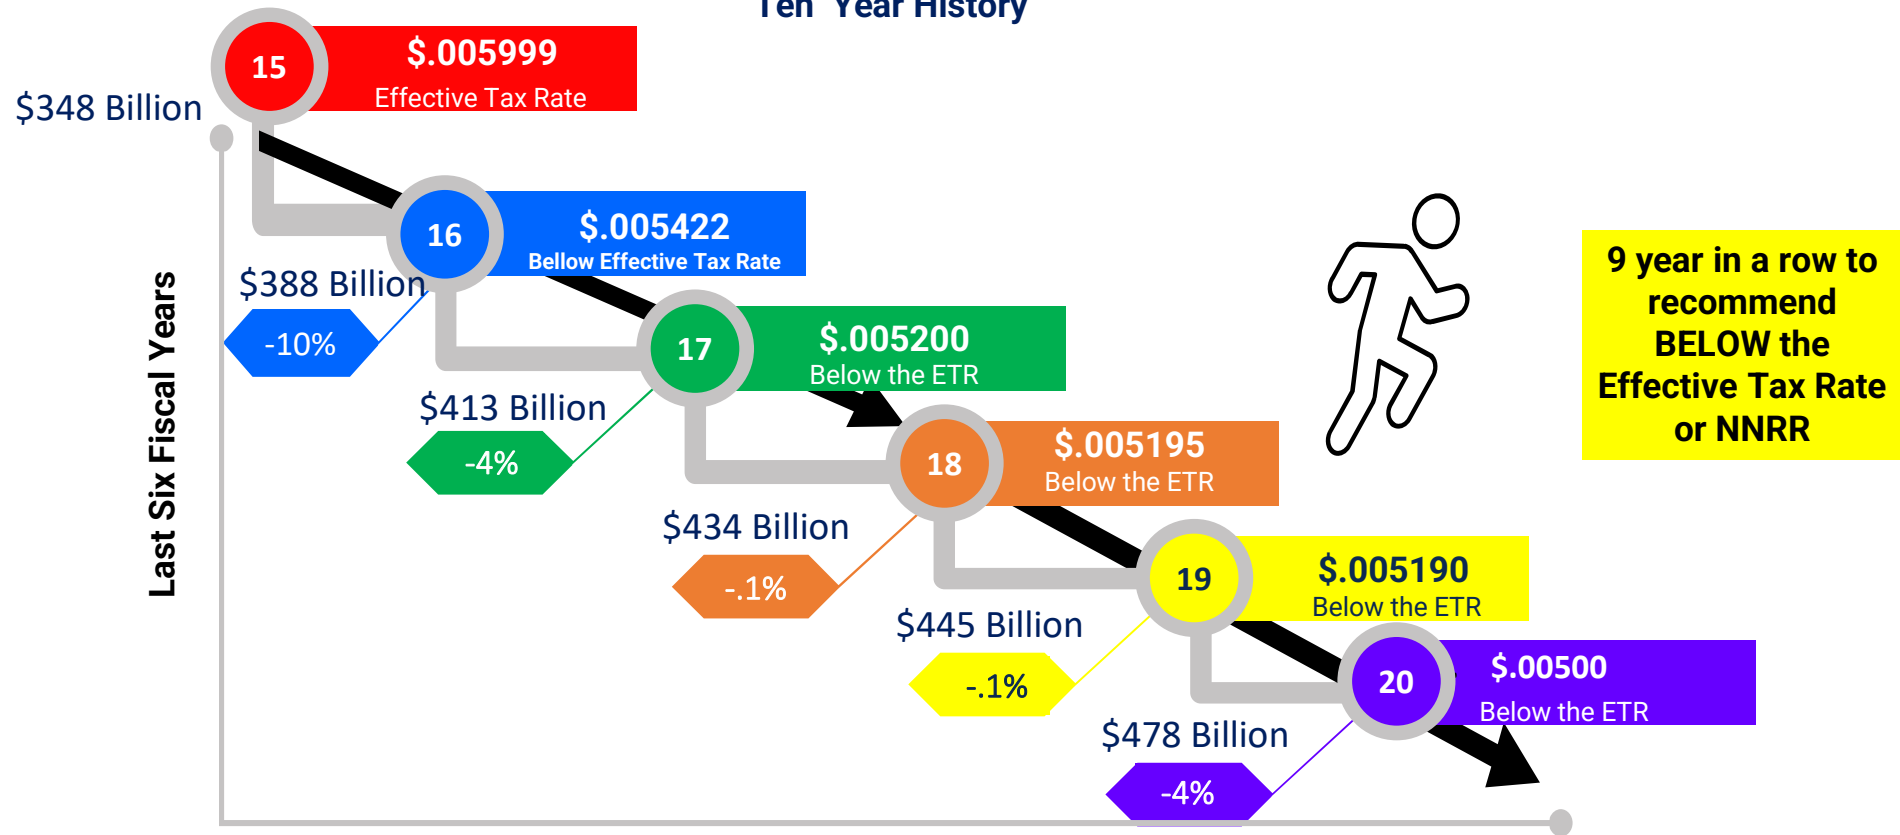 Ten Year History
15
$.005999
Effective Tax Rate
$348 Billion
16
$.005422
Bellow Effective Tax Rate
$388 Billion
-10%
17
$.005200
Below the ETR
$413 Billion
-4%
18
$.005195
Below the ETR
$434 Billion
-.1%
19
$.005190
Below the ETR
$445 Billion
-.1%
20
$.00500
Below the ETR
$478 Billion
-4%
Last Six Fiscal Years
9 year in a row to
recommend
BELOW the
Effective Tax Rate
or NNRR